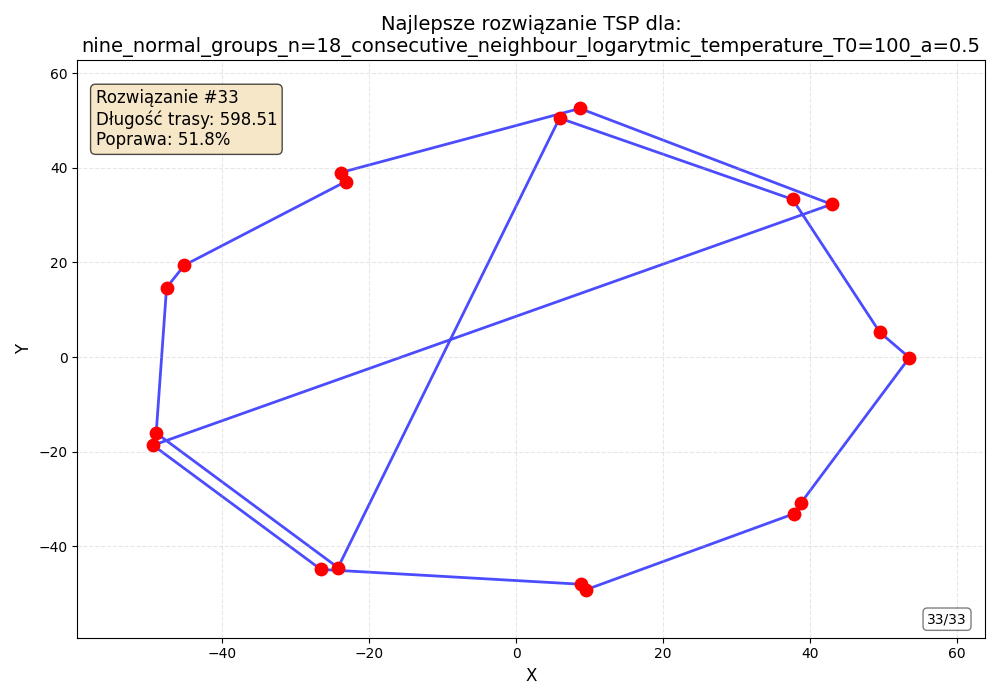 Najlepsze rozwiązanie TSP dla:
nine_normal_groups_n=18_consecutive_neighbour_logarytmic_temperature_T0=100_a=0.5
Rozwiązanie #33
Długość trasy: 598.51
Poprawa: 51.8%
60
40
20
0
−20
−40
Y
33/33
−40
−20
0
20
40
60
X